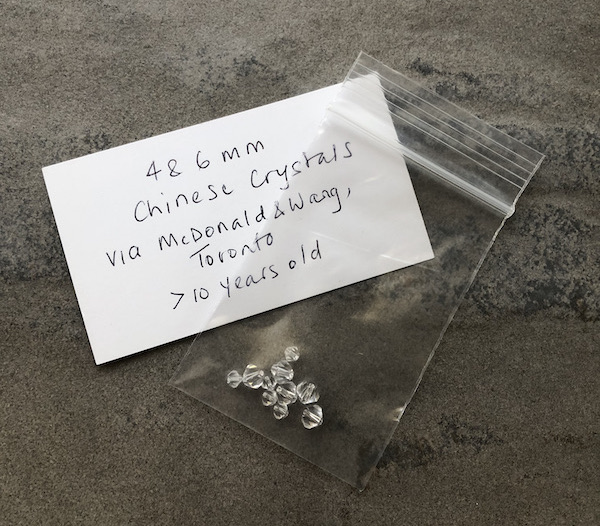 4 & 6 mm
Chinese Crystals
via McDonald & Wang,
Toronto
> 10 years old